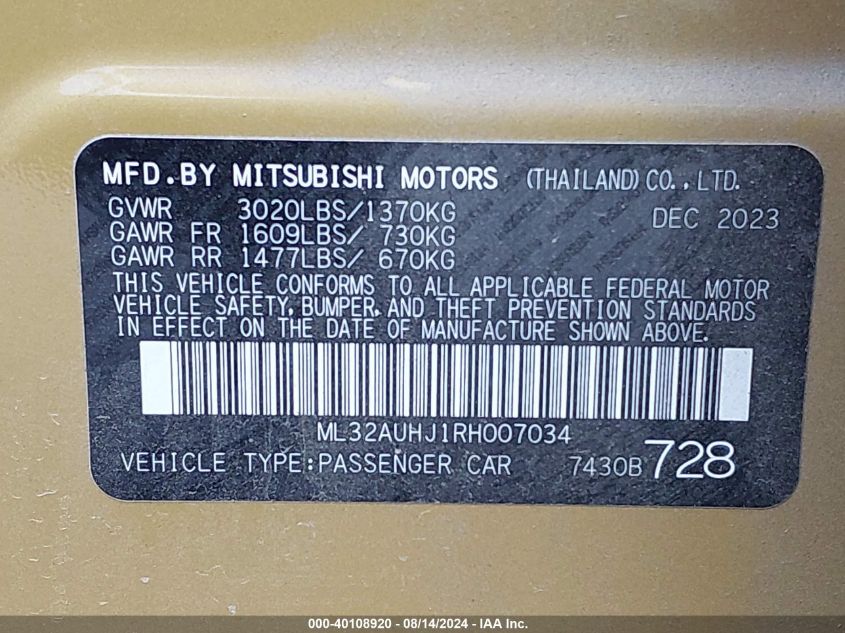 MFD.BY MITSUBISHI MOTORS (THAILAND) CO.,LTD.
GVWR 3020LBS/1370KG DEC 2023
GAWR FR 1609LBS/ 730KG
GAWR RR 1477LBS/ 670KG
THIS VEHICLE CONFORMS TO ALL APPLICABLE FEDERAL MOTOR
VEHICLE SAFETY, BUMPER, AND THEFT PREVENTION STANDARDS
IN EFFECT ON THE DATE OF MANUFACTURE SHOWN ABOVE.
ML32AUHJ1RH007034
VEHICLE TYPE:PASSENGER CAR 7430B728
000-40108920 - 08/14/2024 - IAA, Inc.